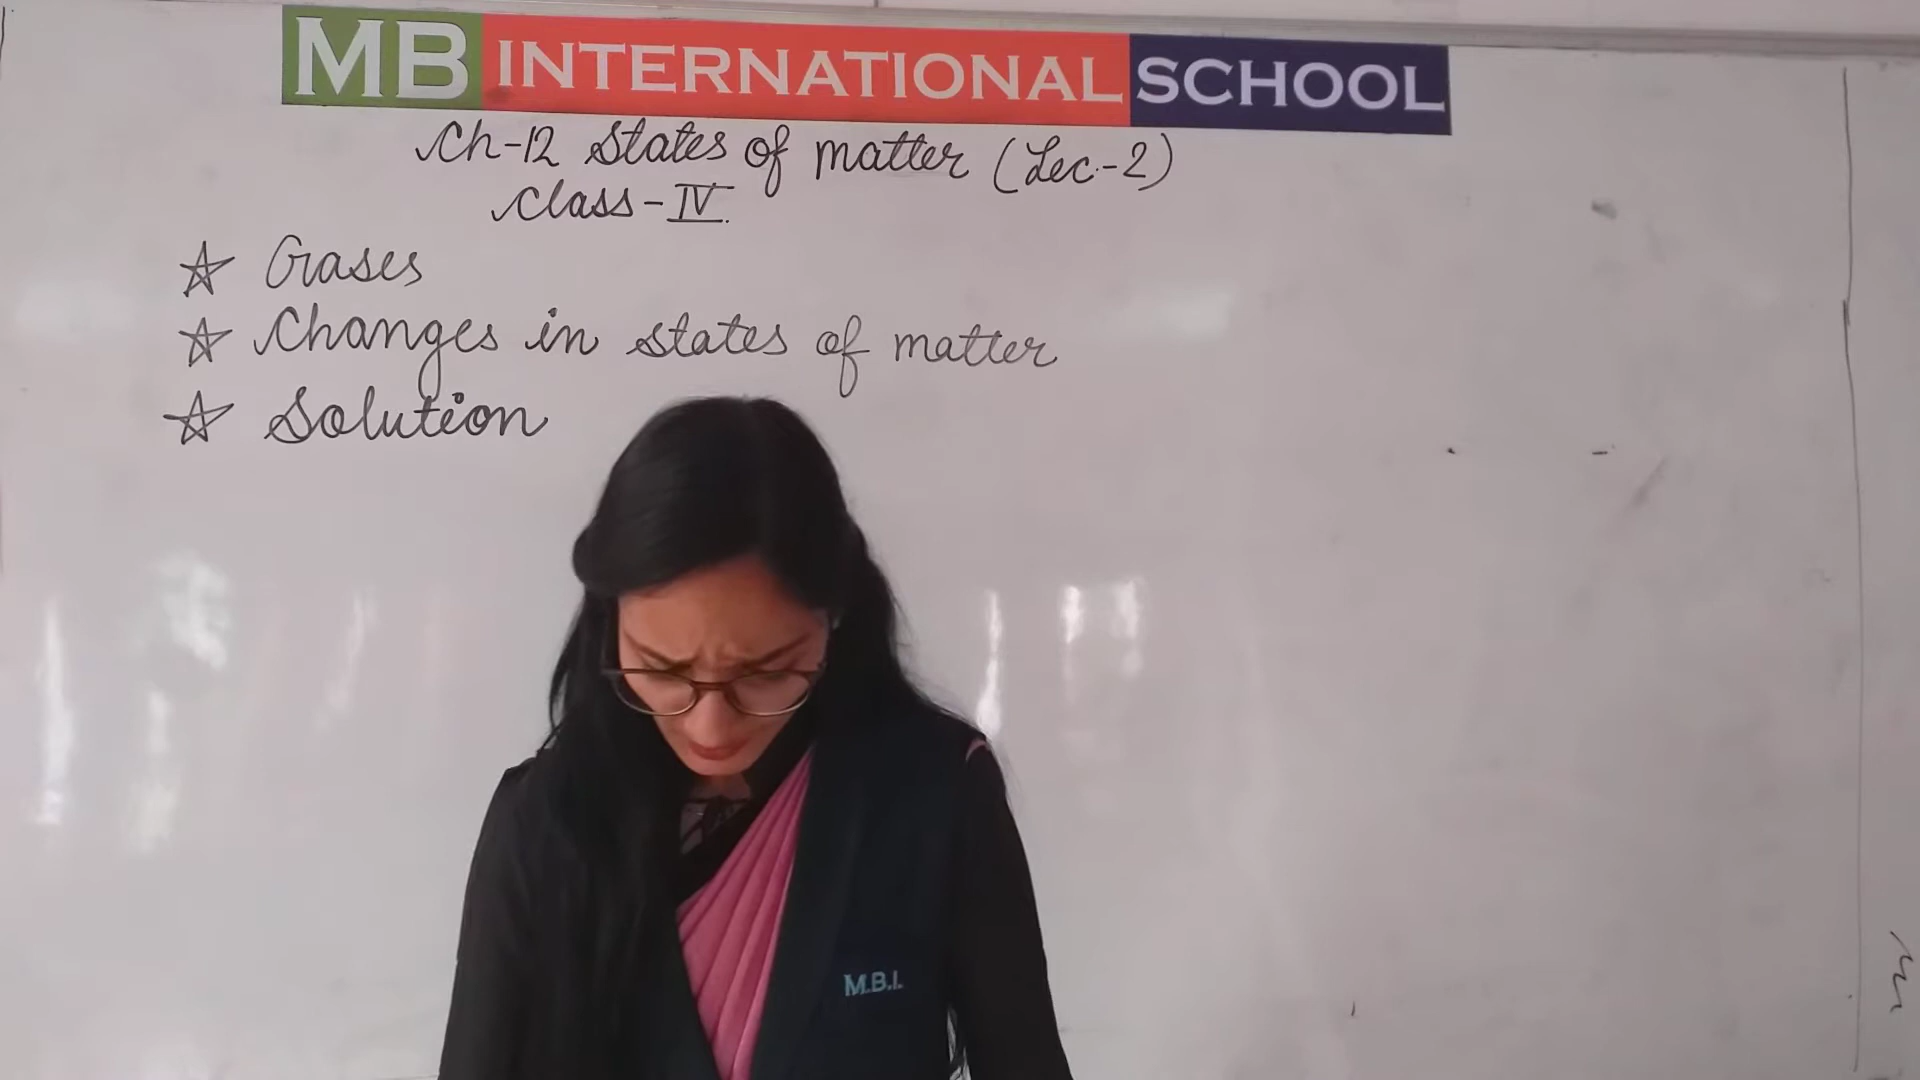 MB INTERNATIONAL SCHOOL
Ch-12 States of matter (Lec.-2)
Class-IV.
☆ Gases
☆ Changes in states of matter
☆ Solution
M.B.I.